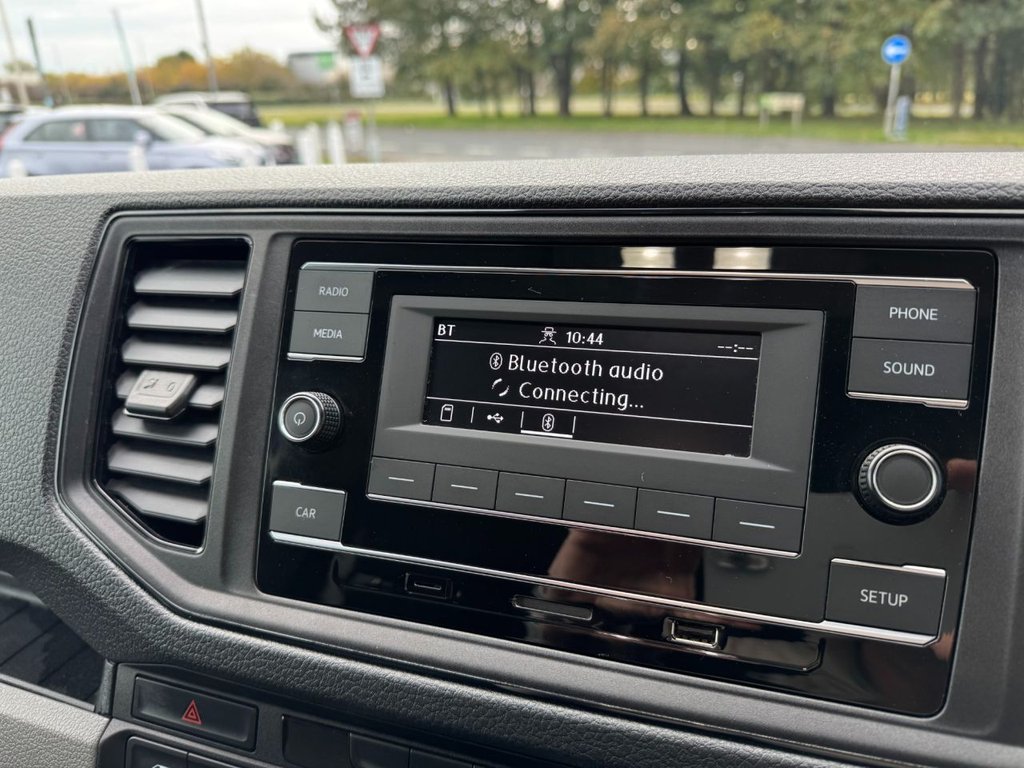 RADIO
MEDIA
BT 10:44 --:--
Bluetooth audio
Connecting...
PHONE
SOUND
CAR
SETUP